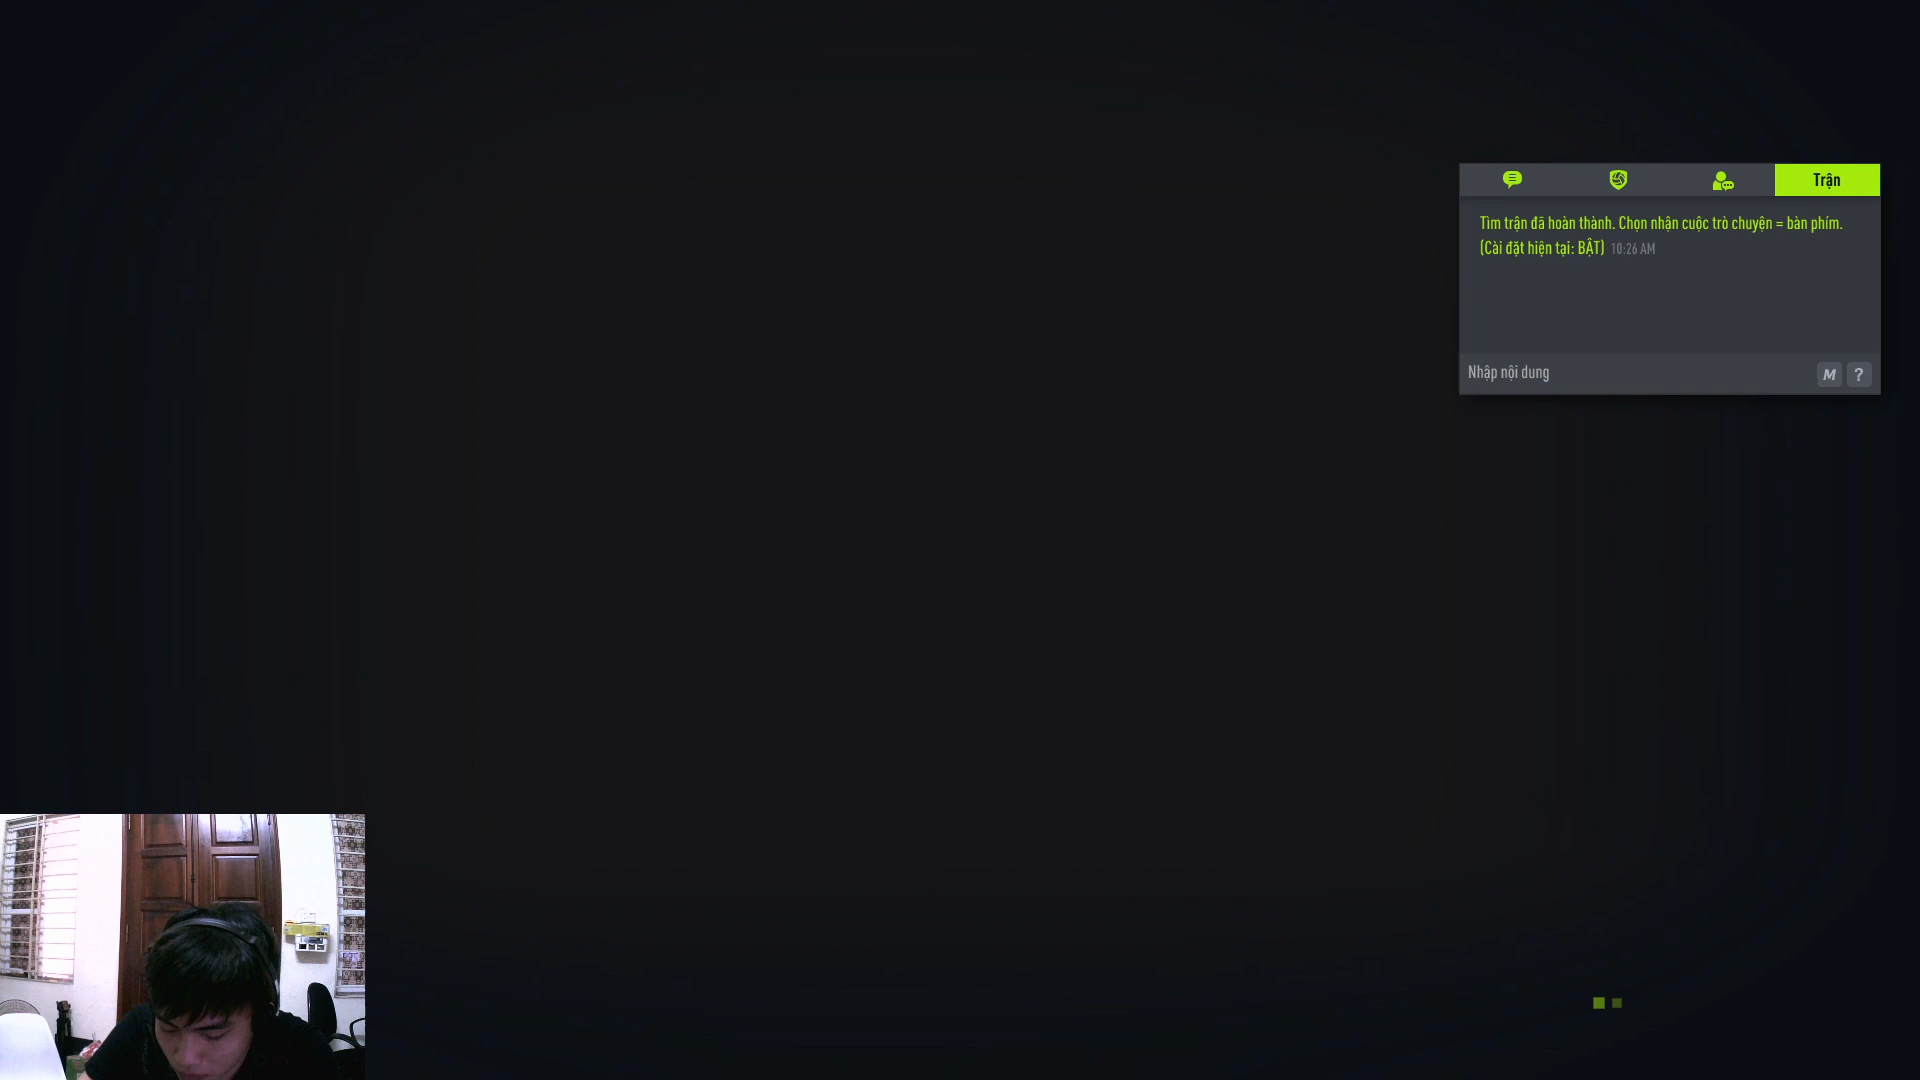 Trận
Tìm trận đã hoàn thành. Chọn nhận cuộc trò chuyện = bàn phím.
(Cài đặt hiện tại: BẬT) 10:26 AM
Nhập nội dung
M ?